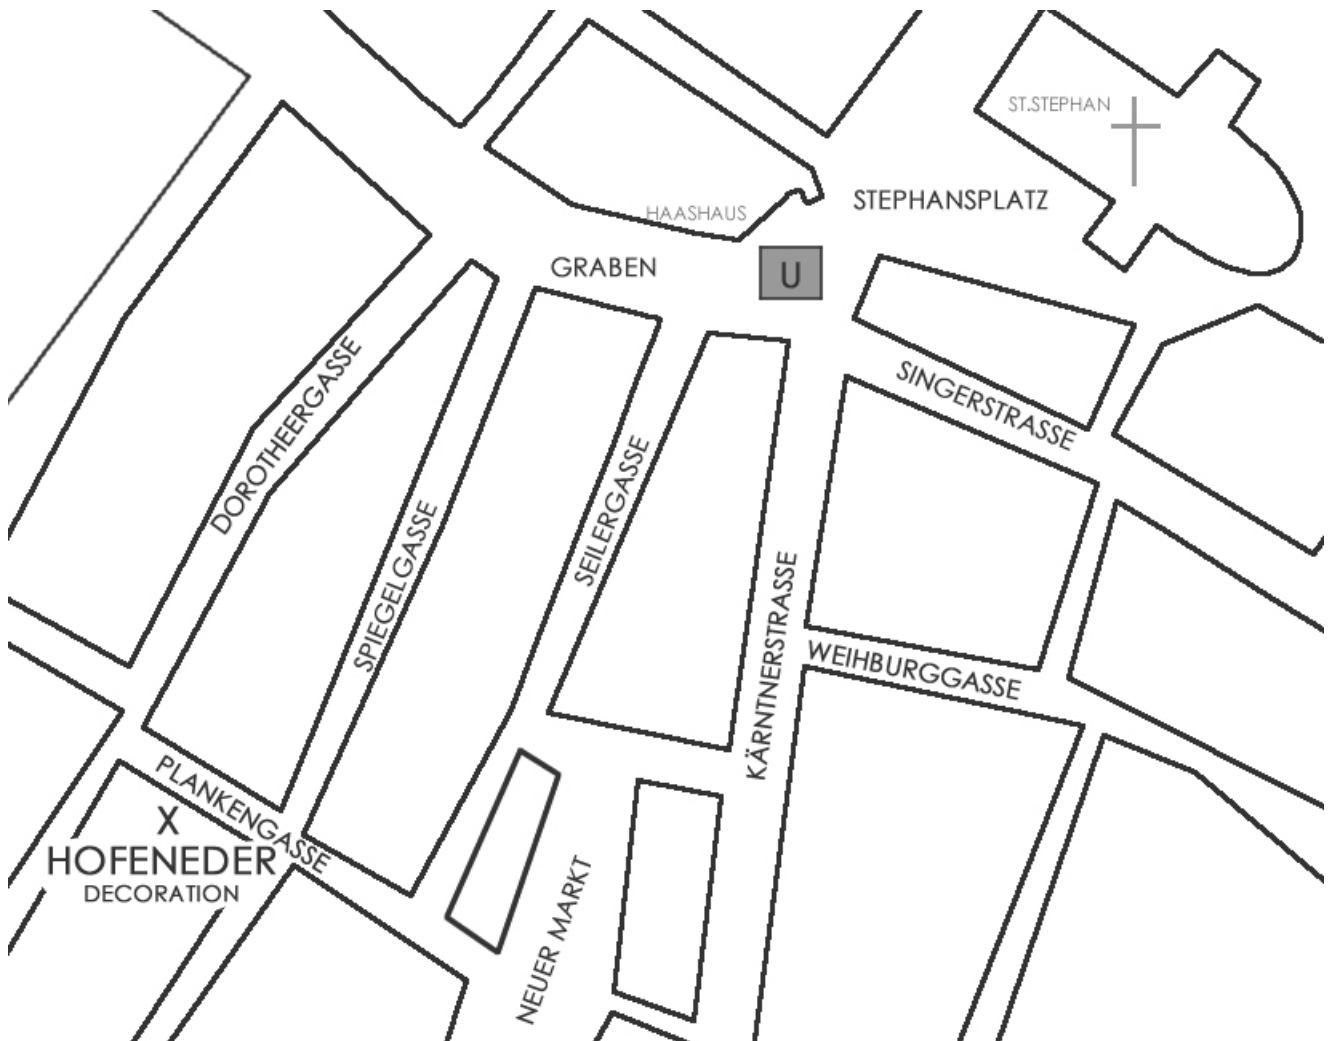 ST.STEPHAN
STEPHANSPLATZ
HAASHAUS
GRABEN
U
SINGERSTRASSE
DOROTHEERGASSE
SEILERGASSE
SPIEGELGASSE
KÄRNTNERSTRASSE
WEIHBURGGASSE
PLANKENGASSE
X
HOFENEDER
DECORATION
NEUER MARKT